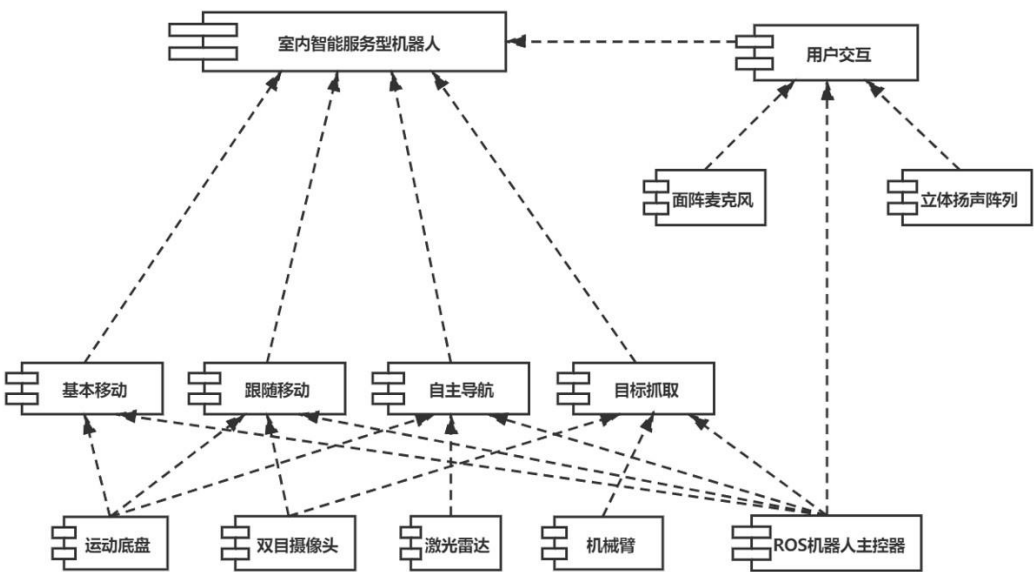 室内智能服务型机器人
用户交互
面阵麦克风
立体扬声阵列
基本移动
跟随移动
自主导航
目标抓取
运动底盘
双目摄像头
激光雷达
机械臂
ROS机器人主控器